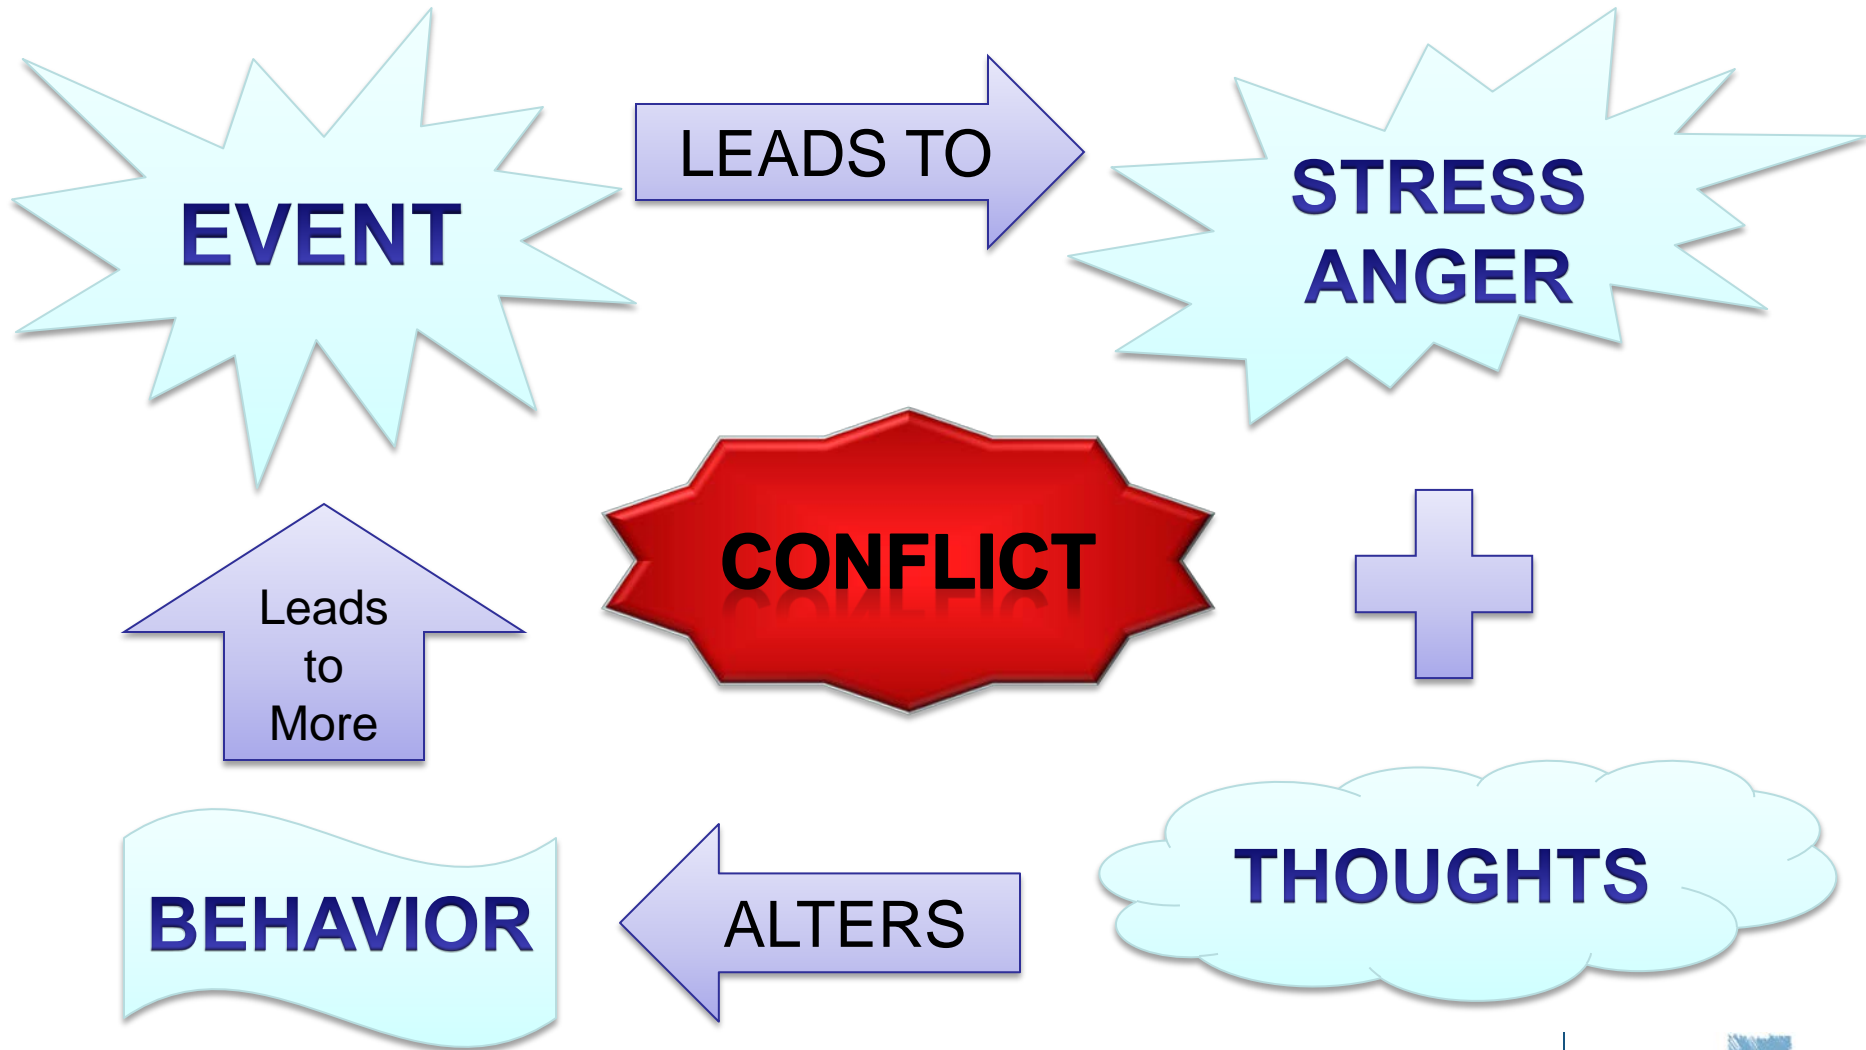 EVENT
LEADS TO
STRESS
ANGER
CONFLICT
Leads
to
More
THOUGHTS
ALTERS
BEHAVIOR